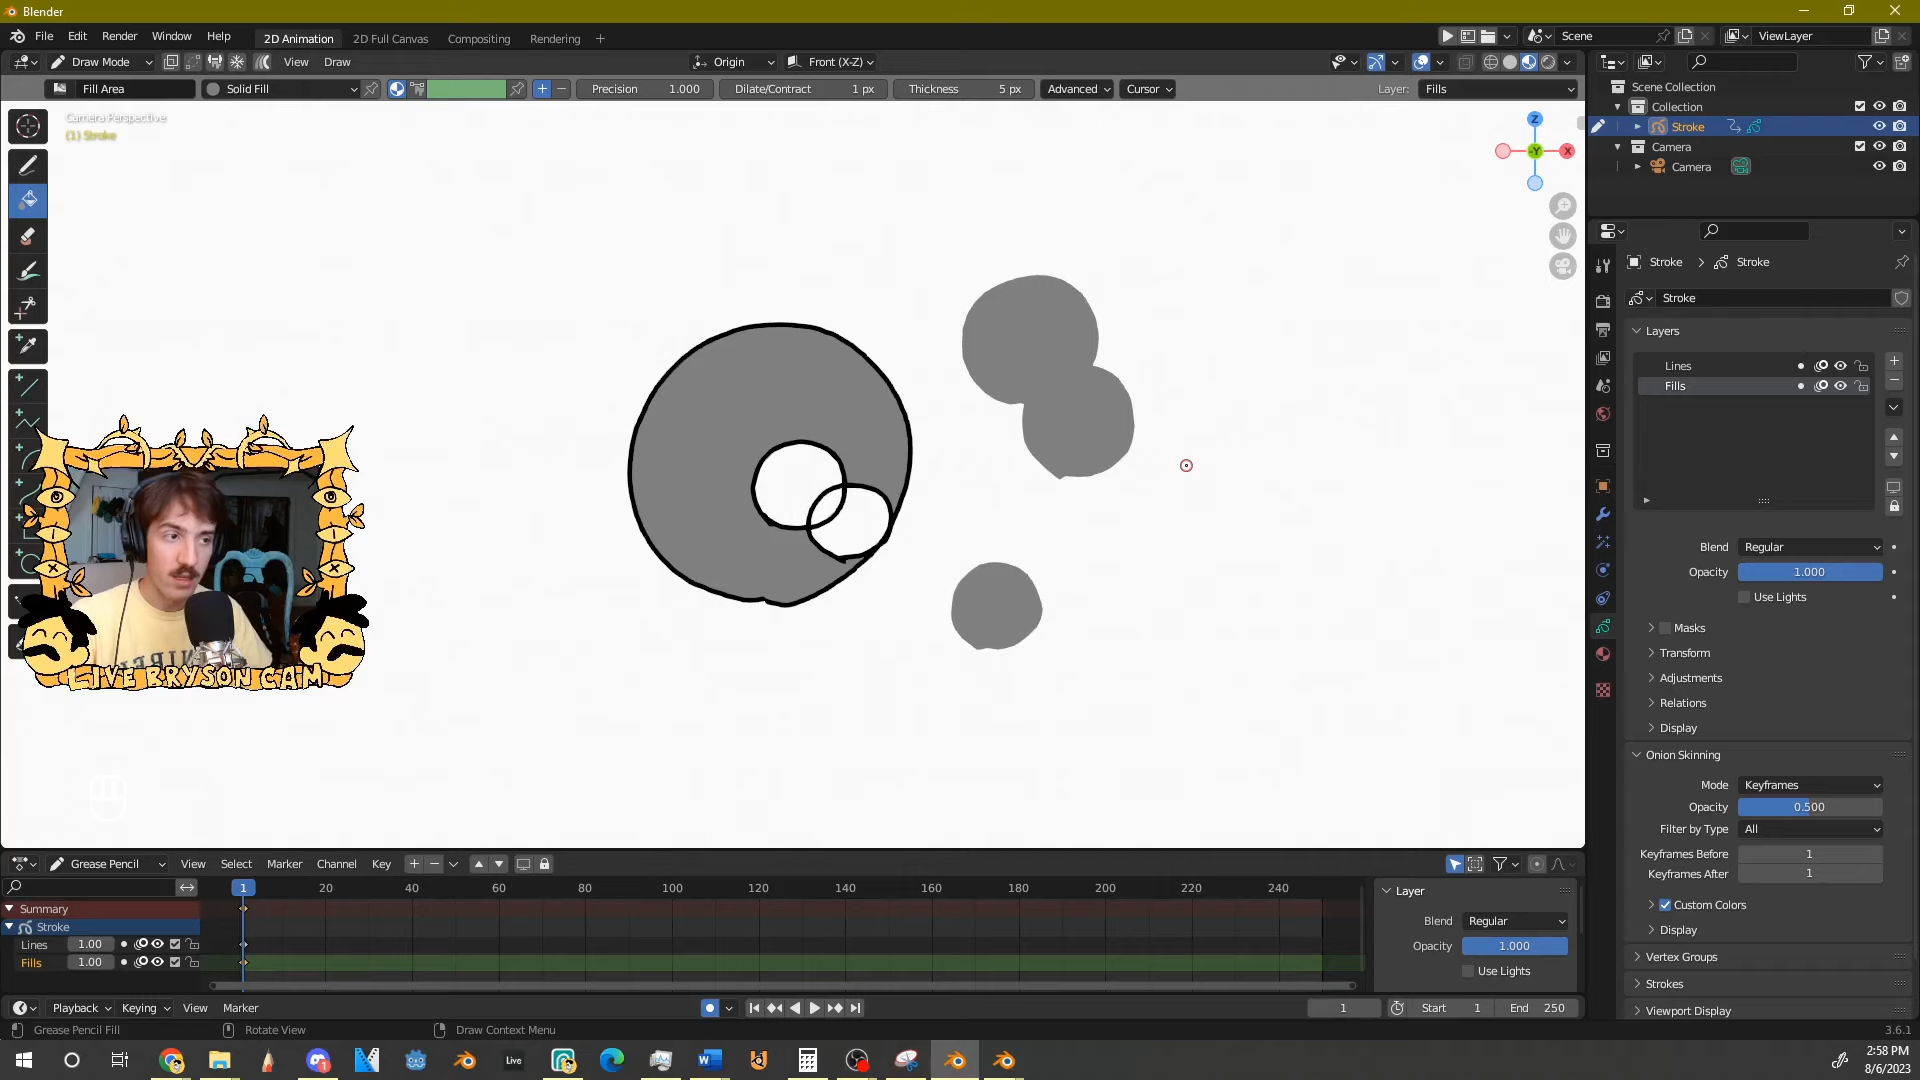 Blender
File Edit Render Window Help 2D Animation 2D Full Canvas Compositing Rendering + Scene ViewLayer
Draw Mode View Draw Origin Front (X-Z)
Fill Area Solid Fill Precision 1.000 Dilate/Contract 1 px Thickness 5 px Advanced Cursor Layer: Fills
Camera Perspective
(1) Stroke
Z
-Y
X
Scene Collection
Collection
Stroke
Camera
Camera
Stroke > Stroke
Stroke
Layers
Lines
Fills
Blend Regular
Opacity 1.000
Use Lights
Masks
Transform
Adjustments
Relations
Display
Onion Skinning
Mode Keyframes
Opacity 0.500
Filter by Type All
Keyframes Before 1
Keyframes After 1
Custom Colors
Display
Vertex Groups
Strokes
Viewport Display
LIVE BRYSON CAM
Grease Pencil View Select Marker Channel Key
1 20 40 60 80 100 120 140 160 180 200 220 240
Summary
Stroke
Lines 1.00
Fills 1.00
Layer
Blend Regular
Opacity 1.000
Use Lights
Playback Keying View Marker 1 Start 1 End 250
Grease Pencil Fill Rotate View Draw Context Menu 3.6.1
Live
2:58 PM
8/6/2023